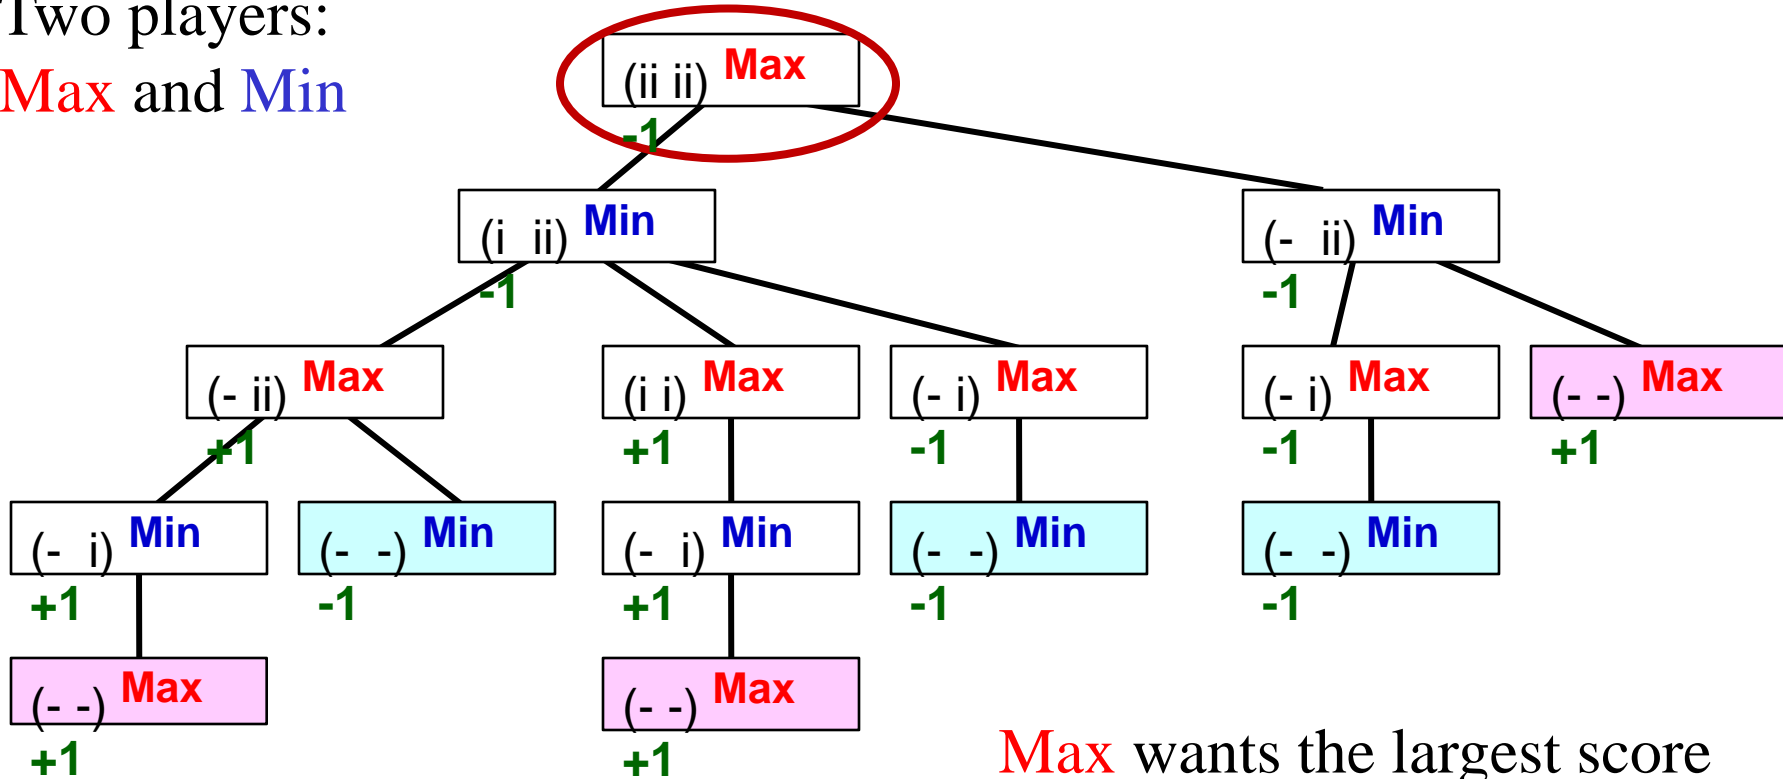 Two players:
Max and Min
(ii ii) Max
-1
(i ii) Min
-1
(- ii) Min
-1
(- ii) Max
+1
(i i) Max
+1
(- i) Max
-1
(- i) Max
-1
(- -) Max
+1
(- i) Min
+1
(- -) Min
-1
(- i) Min
+1
(- -) Min
-1
(- -) Min
-1
(- -) Max
+1
(- -) Max
+1
Max wants the largest score